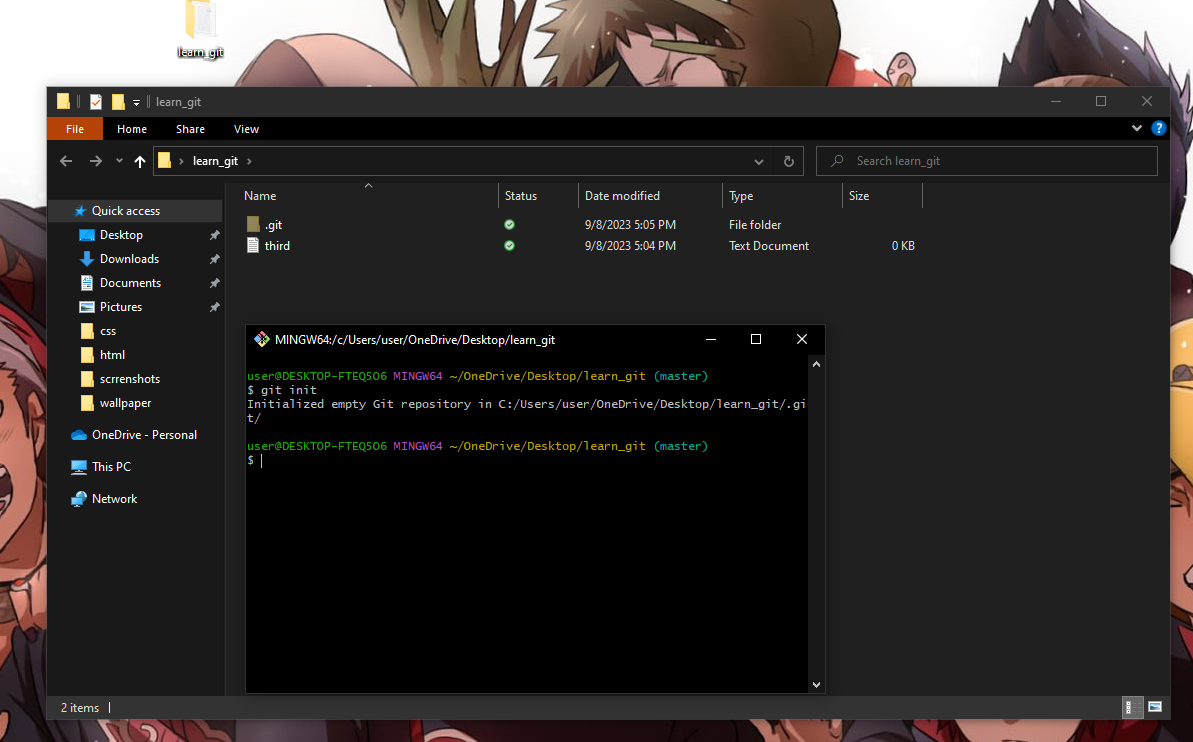 learn_git
learn_git
File Home Share View
learn_git
Search learn_git
Name Status Date modified Type Size
Quick access
Desktop
Downloads
Documents
Pictures
css
html
scrrenshots
wallpaper
OneDrive - Personal
This PC
Network
.git 9/8/2023 5:05 PM File folder
third 9/8/2023 5:04 PM Text Document 0 KB
MINGW64:/c/Users/user/OneDrive/Desktop/learn_git
user@DESKTOP-FTEQ5O6 MINGW64 ~/OneDrive/Desktop/learn_git (master)
$ git init
Initialized empty Git repository in C:/Users/user/OneDrive/Desktop/learn_git/.gi
t/
user@DESKTOP-FTEQ5O6 MINGW64 ~/OneDrive/Desktop/learn_git (master)
$
2 items